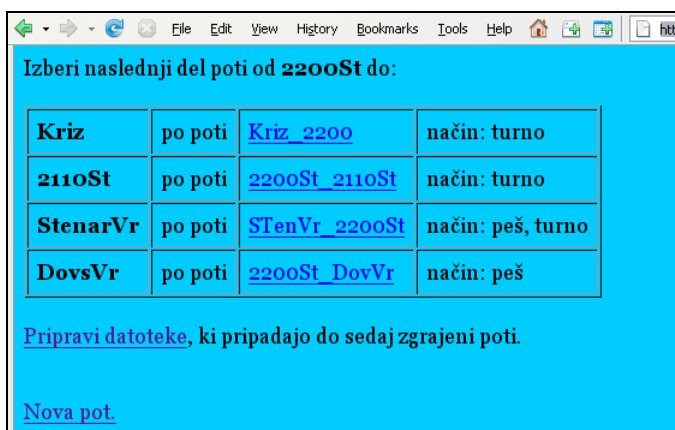 File Edit View History Bookmarks Tools Help
Izberi naslednji del poti od 2200St do:
Kriz po poti Kriz_2200 način: turno
2110St po poti 2200St_2110St način: turno
StenarVr po poti STenVr_2200St način: peš, turno
DovsVr po poti 2200St_DovVr način: peš
Pripravi datoteke, ki pripadajo do sedaj zgrajeni poti.
Nova pot.